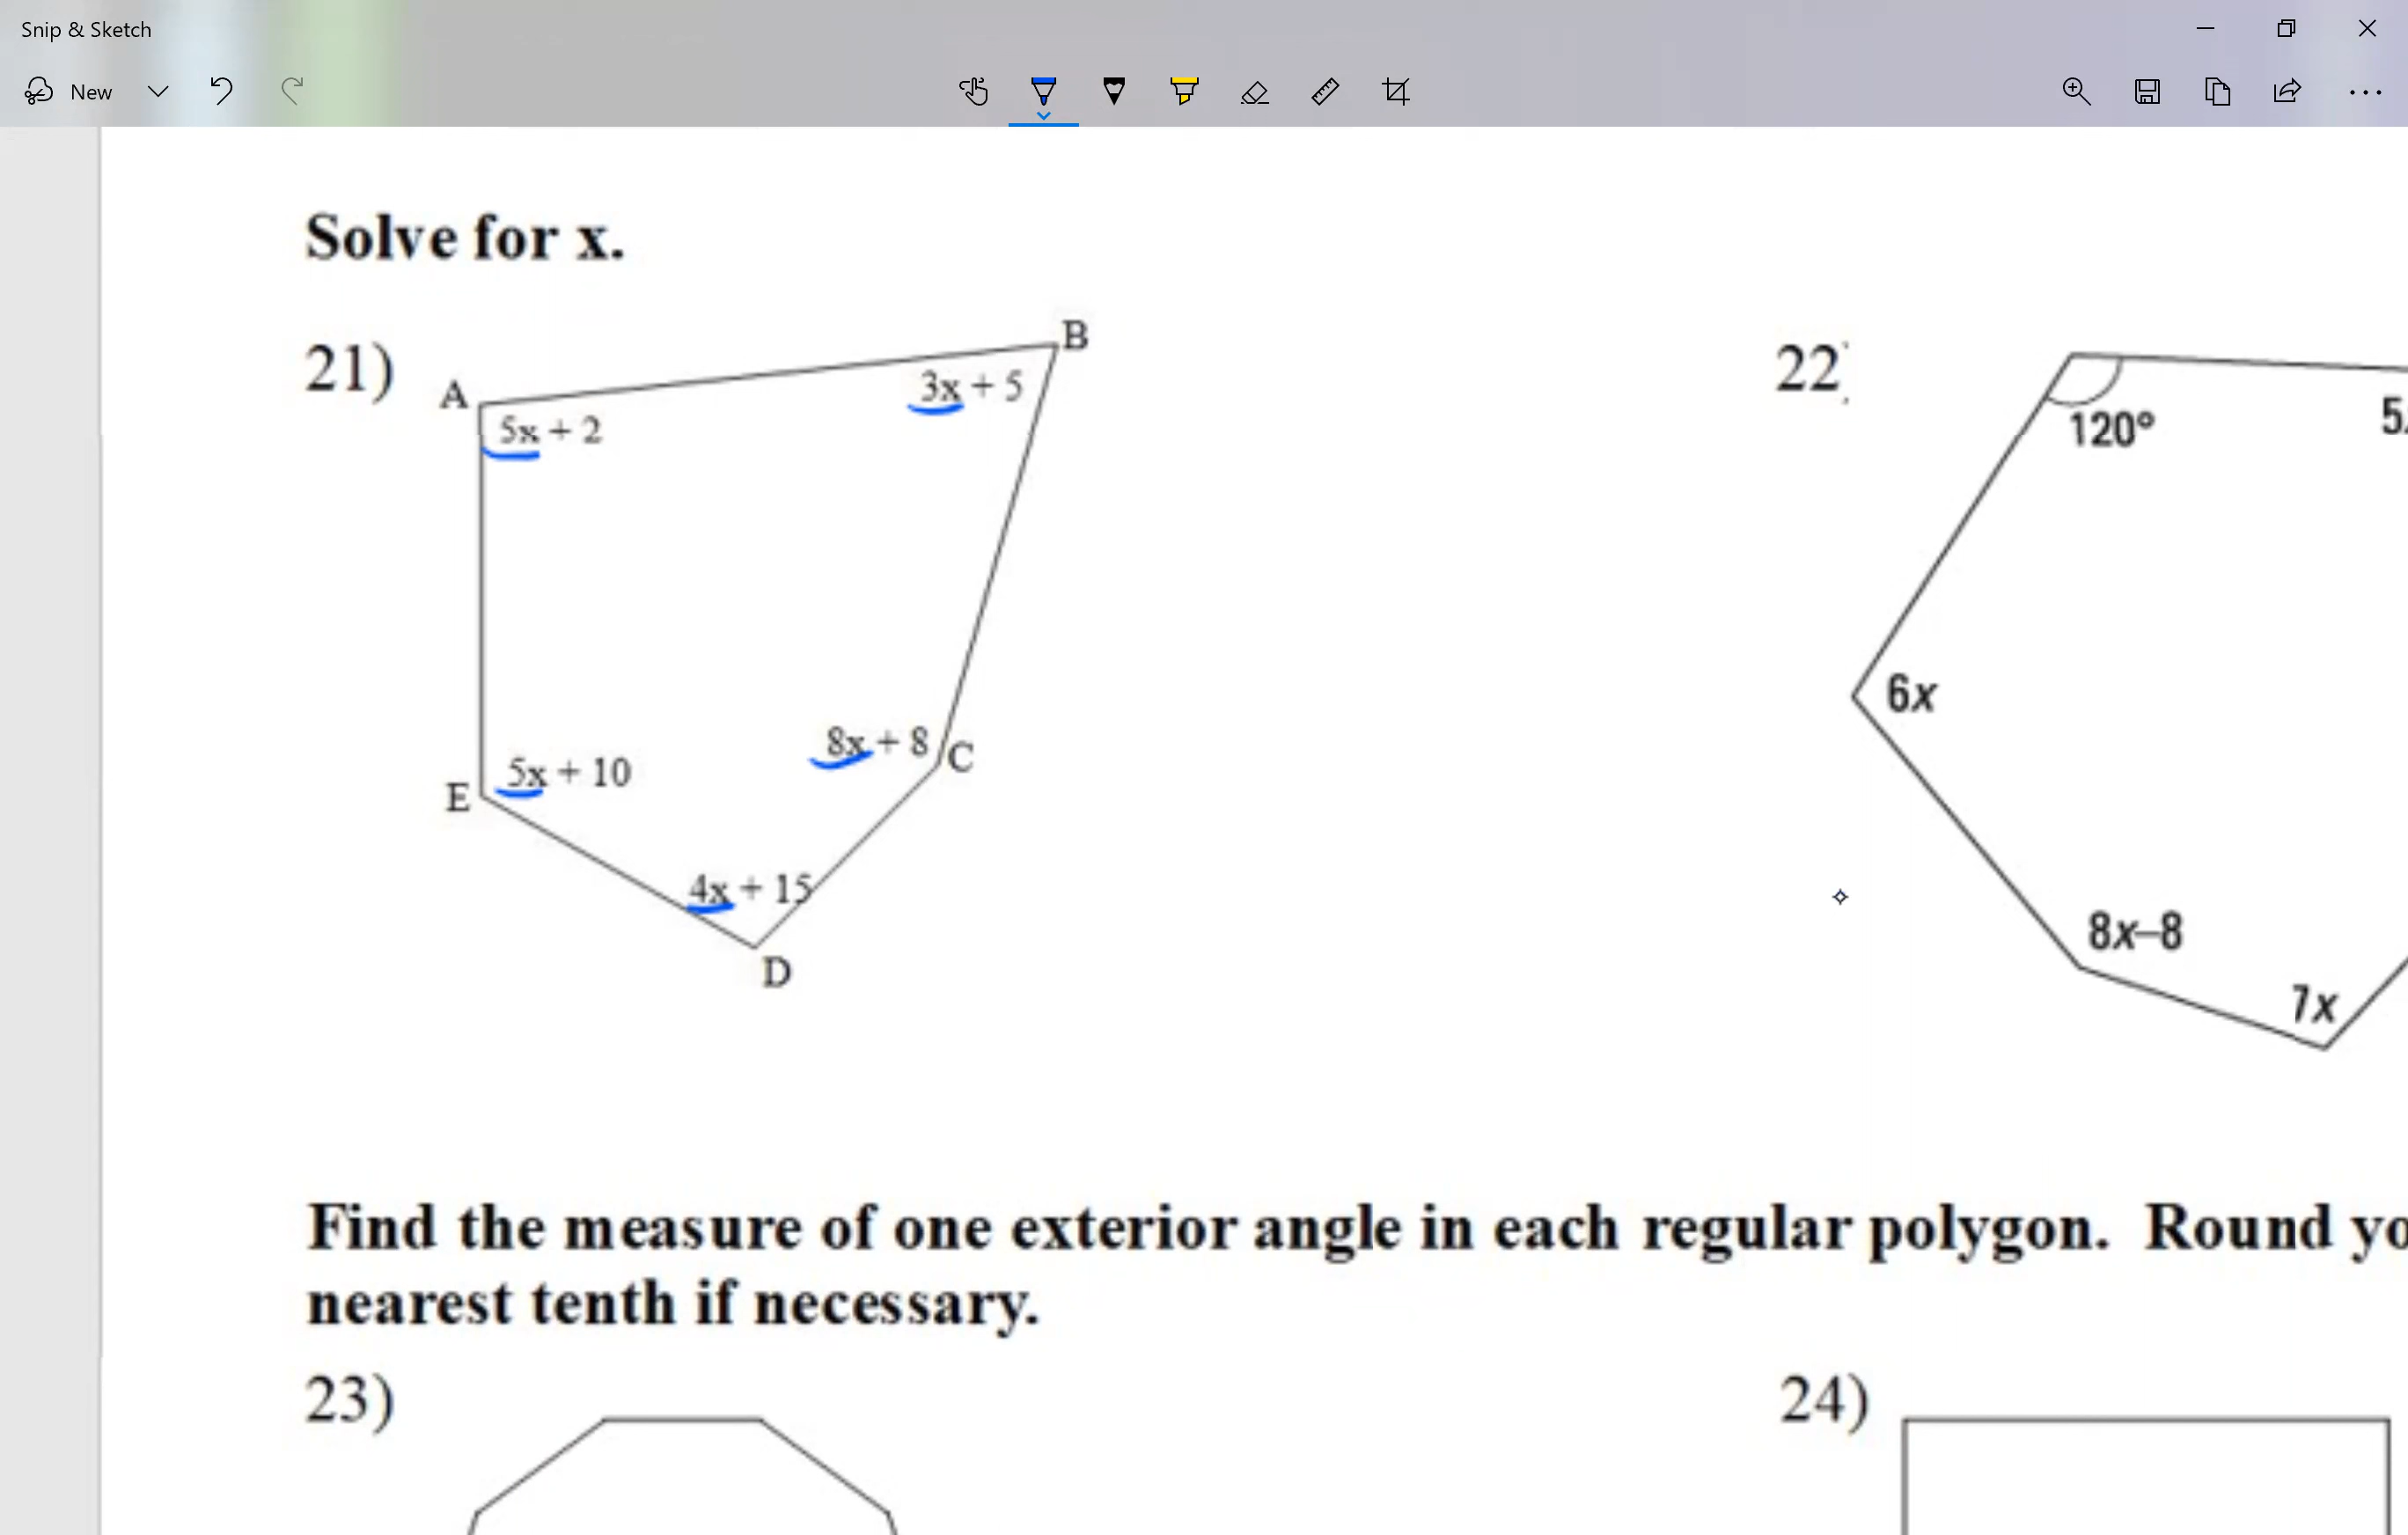 Snip & Sketch
New
Solve for x.
21)
A
B
5x + 2
3x + 5
8x + 8
C
5x + 10
E
4x + 15
D
22)
120°
6x
8x–8
7x
Find the measure of one exterior angle in each regular polygon. Round
nearest tenth if necessary.
23)
24)